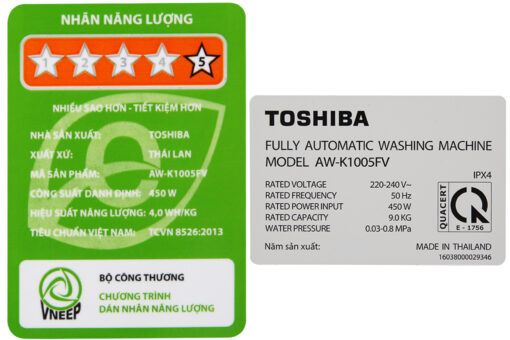 NHÃN NĂNG LƯỢNG
1 2 3 4 5
NHIỀU SAO HƠN - TIẾT KIỆM HƠN
NHÀ SẢN XUẤT: TOSHIBA
XUẤT XỨ: THÁI LAN
MÃ SẢN PHẨM: AW-K1005FV
CÔNG SUẤT DANH ĐỊNH: 450 W
HIỆU SUẤT NĂNG LƯỢNG: 4,0 WH/KG
TIÊU CHUẨN VIỆT NAM: TCVN 8526:2013
VNEEP
BỘ CÔNG THƯƠNG
CHƯƠNG TRÌNH
DÁN NHÃN NĂNG LƯỢNG
TOSHIBA
FULLY AUTOMATIC WASHING MACHINE
MODEL AW-K1005FV
IPX4
RATED VOLTAGE 220-240 V~
RATED FREQUENCY 50 Hz
RATED POWER INPUT 450 W
RATED CAPACITY 9.0 KG
WATER PRESSURE 0.03-0.8 MPa
QUACERT
E - 1756
Năm sản xuất: MADE IN THAILAND
16038000029346